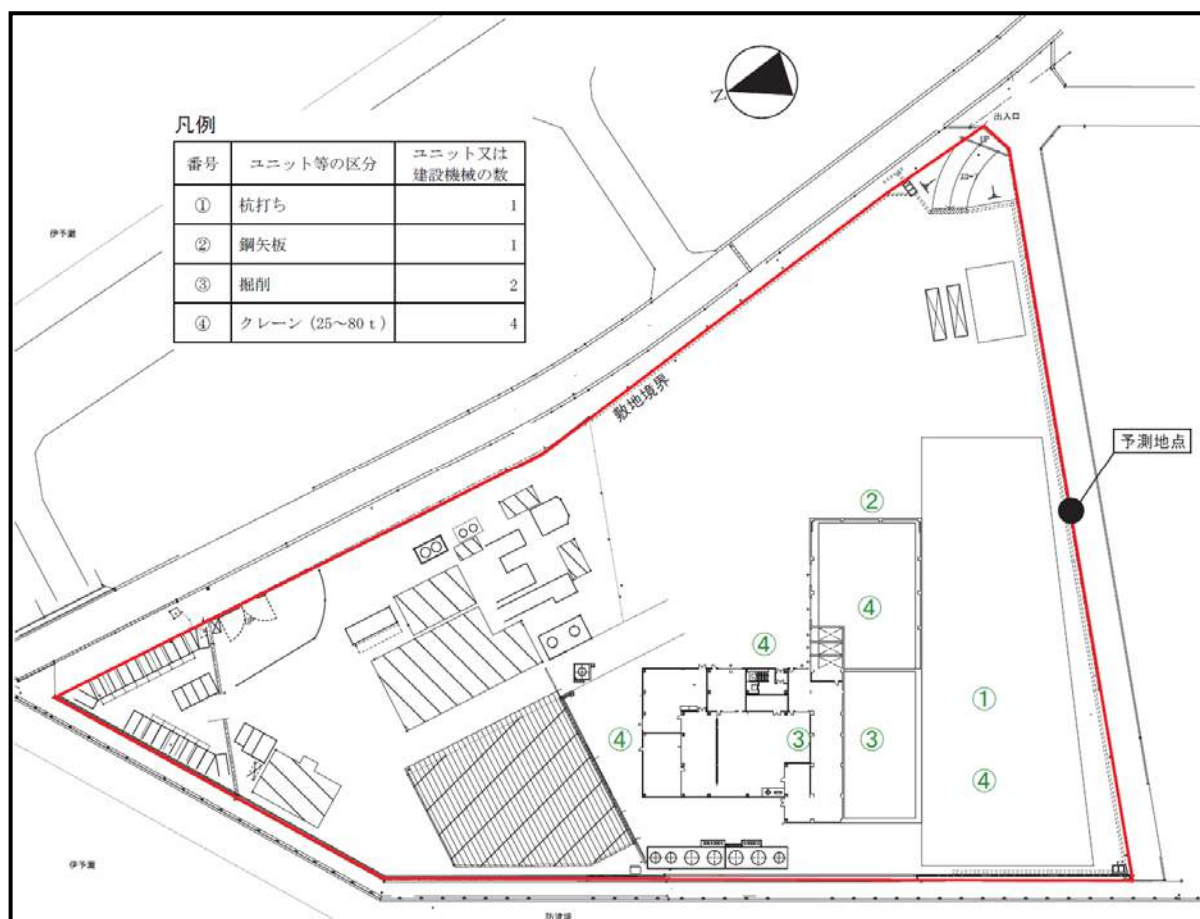 凡例
番号 ユニット等の区分 ユニット又は建設機械の数
① 杭打ち 1
② 鋼矢板 1
③ 掘削 2
④ クレーン (25~80t) 4
N
出入口
UP
伊予灘
敷地境界
予測地点
②
④
④
①
④
③
③
④
伊予灘
防波堤